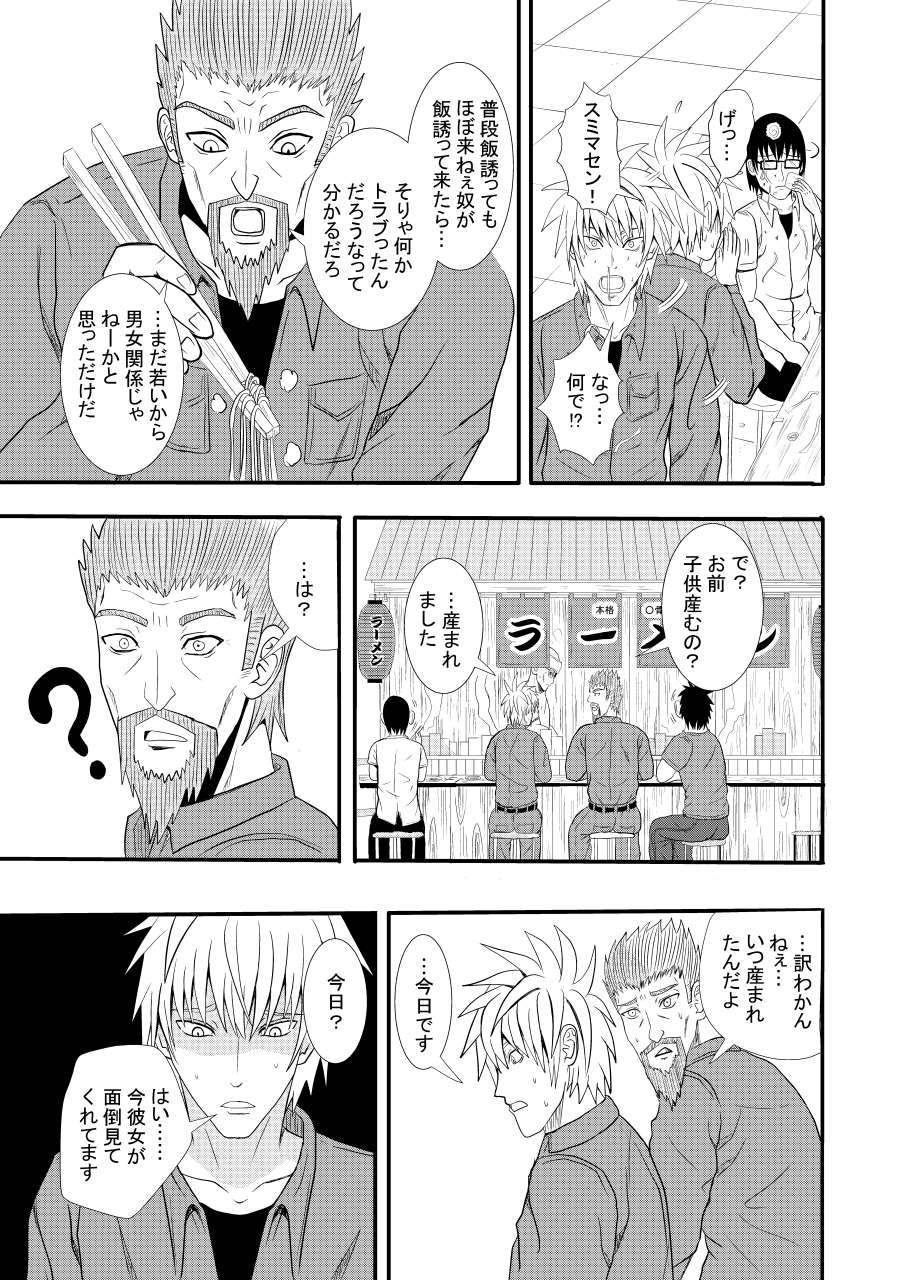 げっ…
スミマセン!
なっ…
何で!?
普段飯誘っても
ほぼ来ねぇ奴が
飯誘って来たら…
そりゃ何か
トラブったん
だろうなって
分かるだろ
…まだ若いから
男女関係じゃ
ねーかと
思っただけだ
で?
お前
子供産むの?
…産まれ
ました
本格
ラーメン
ラーメン
…は?
?
…訳わかん
ねぇ…
いつ産まれ
たんだよ
…今日です
今日?
はい……
今彼女が
面倒見て
くれてます